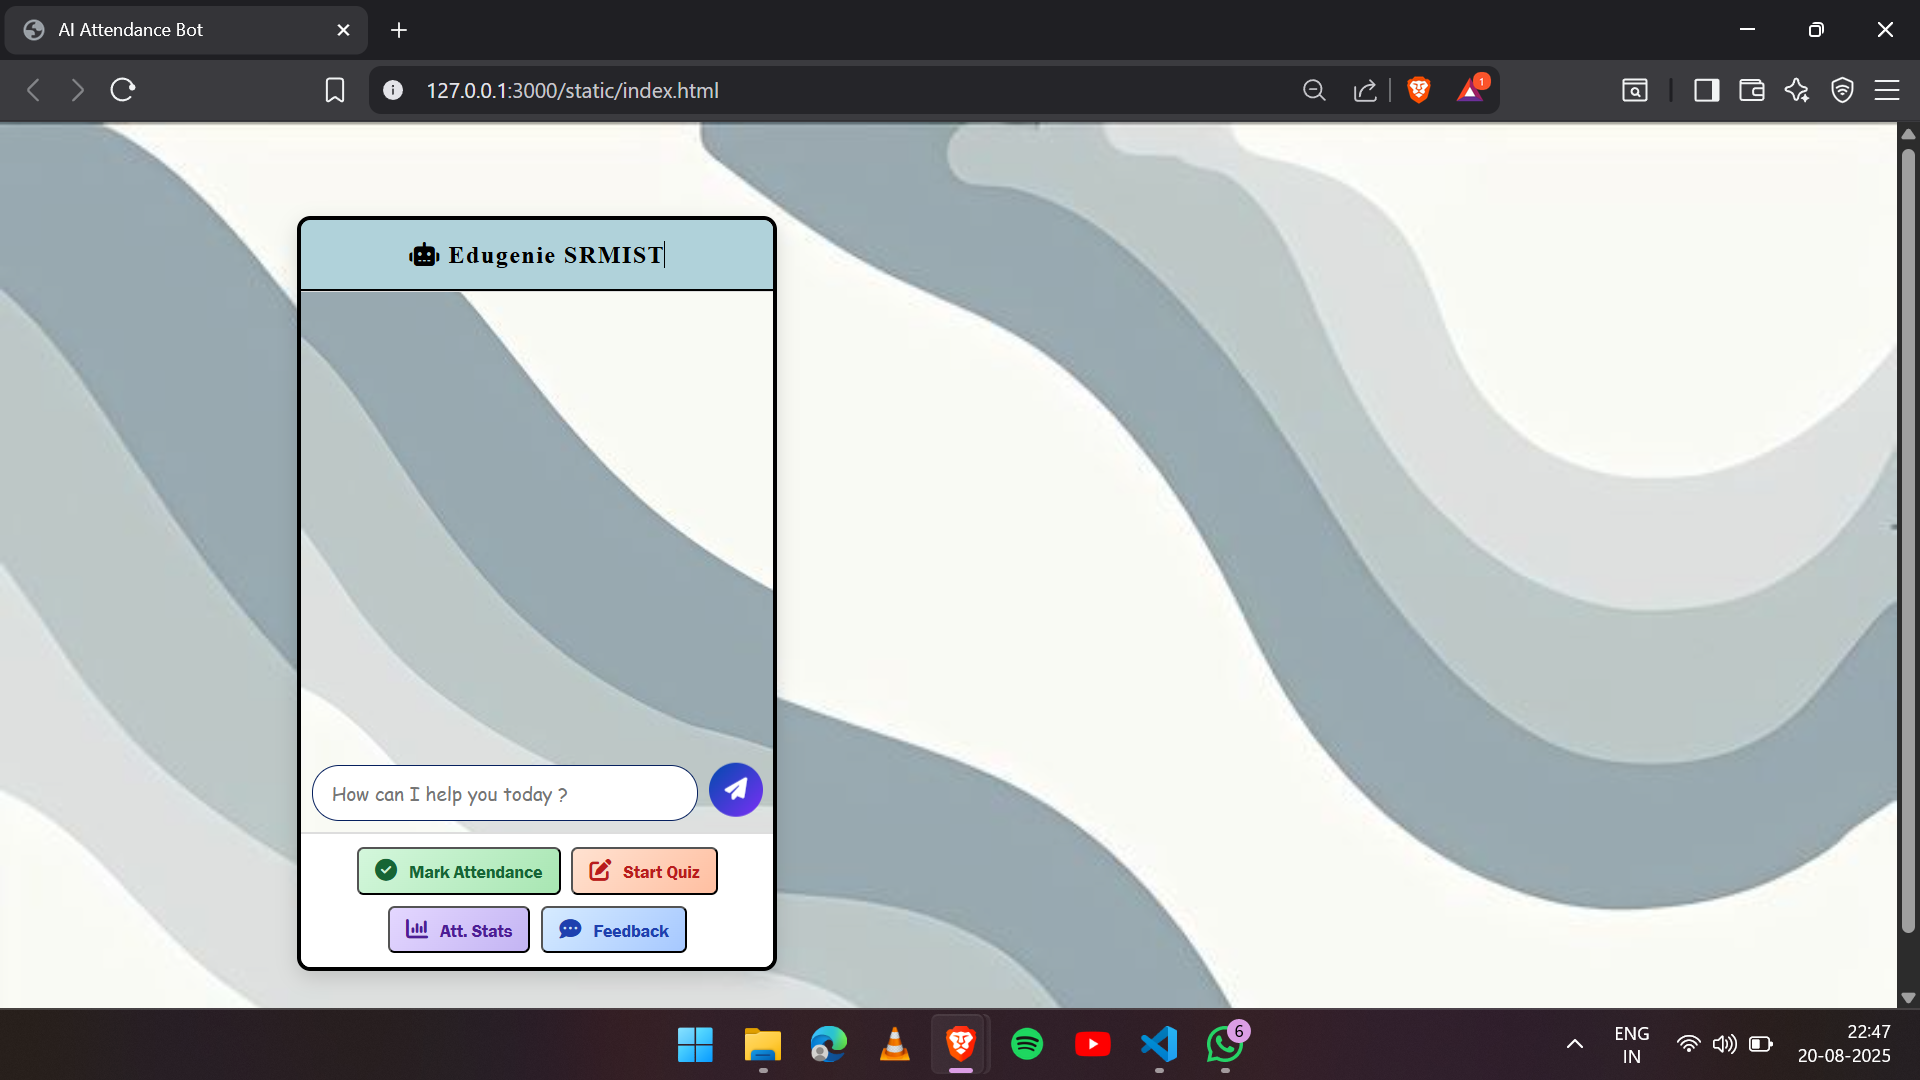 AI Attendance Bot
127.0.0.1:3000/static/index.html
1
Edugenie SRMIST
How can I help you today ?
Mark Attendance
Start Quiz
Att. Stats
Feedback
6
ENG
IN
22:47
20-08-2025